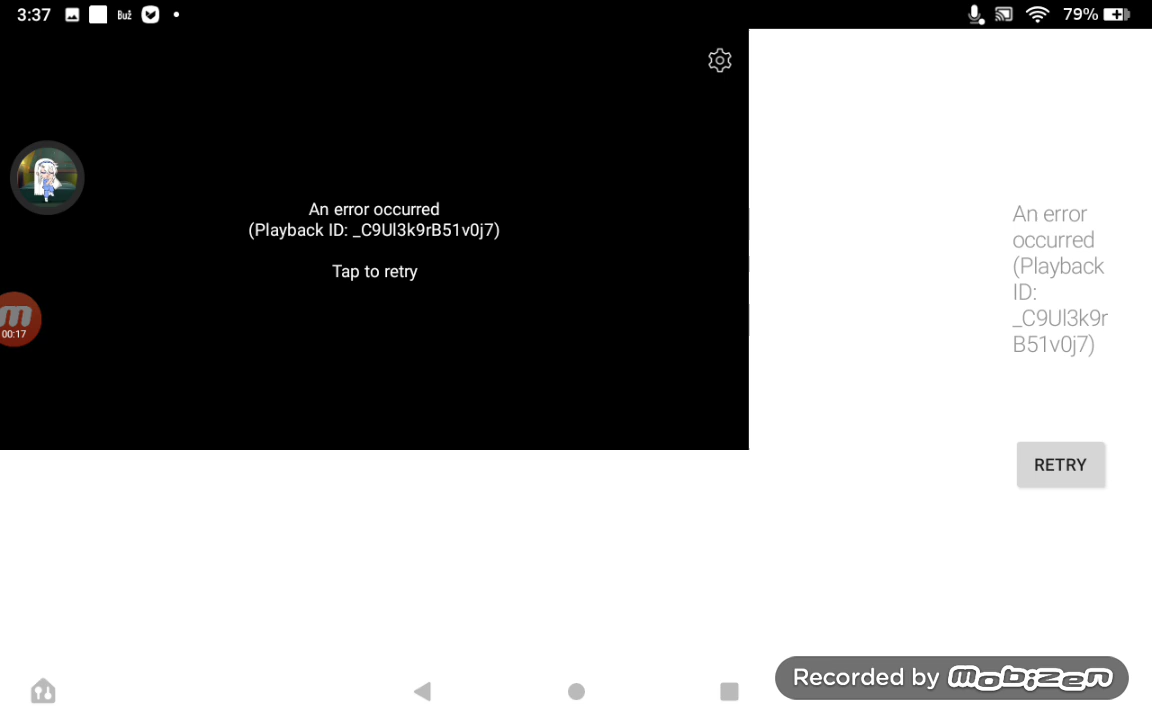 3:37
Buž
79%
An error occurred
(Playback ID: _C9Ul3k9rB51v0j7)
Tap to retry
m
00:17
An error
occurred
(Playback
ID:
_C9Ul3k9r
B51v0j7)
RETRY
Recorded by mobizen